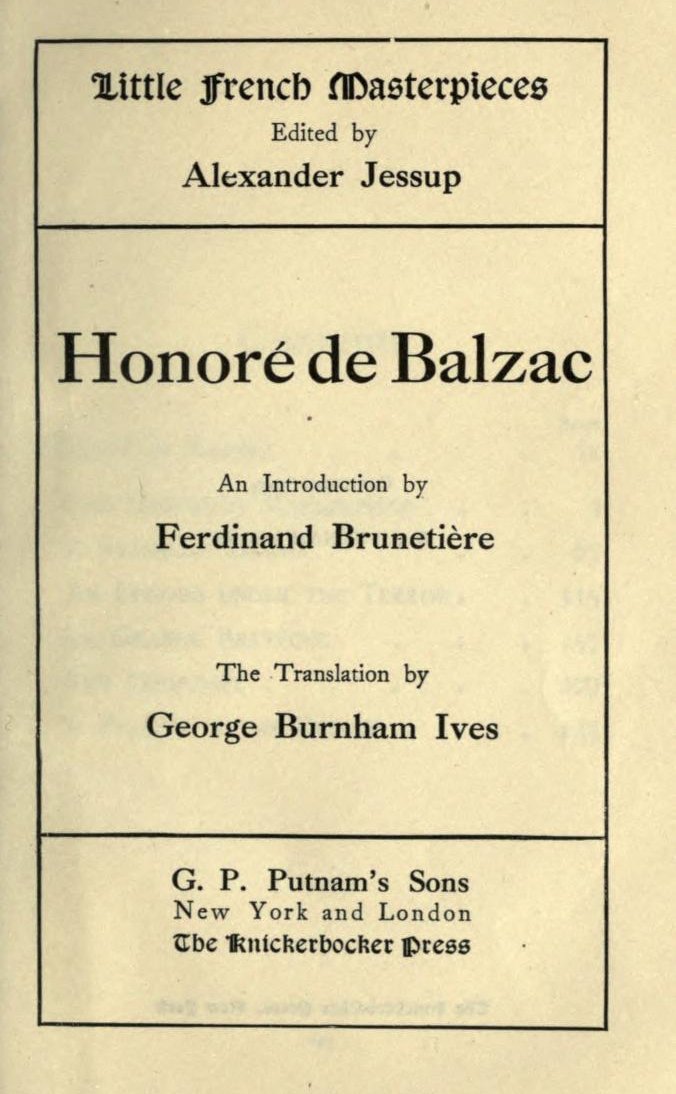 Little French Masterpieces
Edited by
Alexander Jessup
Honoré de Balzac
An Introduction by
Ferdinand Brunetière
The Translation by
George Burnham Ives
G. P. Putnam's Sons
New York and London
The Knickerbocker Press